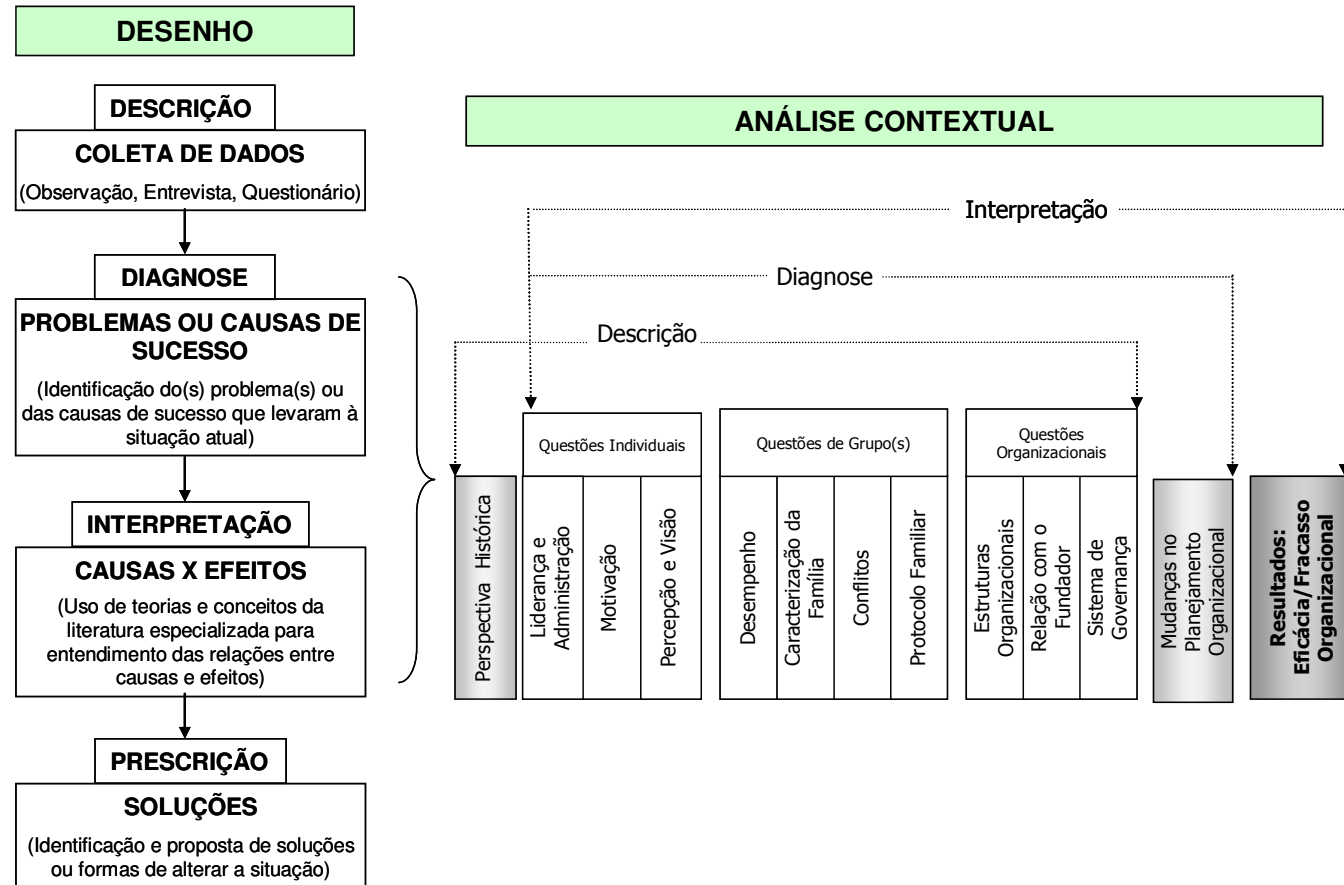 DESENHO
DESCRIÇÃO
COLETA DE DADOS
(Observação, Entrevista, Questionário)
DIAGNOSE
PROBLEMAS OU CAUSAS DE
SUCESSO
(Identificação do(s) problema(s) ou
das causas de sucesso que levaram à
situação atual)
INTERPRETAÇÃO
CAUSAS X EFEITOS
(Uso de teorias e conceitos da
literatura especializada para
entendimento das relações entre
causas e efeitos)
PRESCRIÇÃO
SOLUÇÕES
(Identificação e proposta de soluções
ou formas de alterar a situação)
ANÁLISE CONTEXTUAL
Interpretação
Diagnose
Descrição
Questões Individuais
Questões de Grupo(s)
Questões
Organizacionais
Perspectiva Histórica
Liderança e
Administração
Motivação
Percepção e Visão
Desempenho
Caracterização da
Família
Conflitos
Protocolo Familiar
Estruturas
Organizacionais
Relação com o
Fundador
Sistema de
Governança
Mudanças no
Planejamento
Organizacional
Resultados:
Eficácia/Fracasso
Organizacional